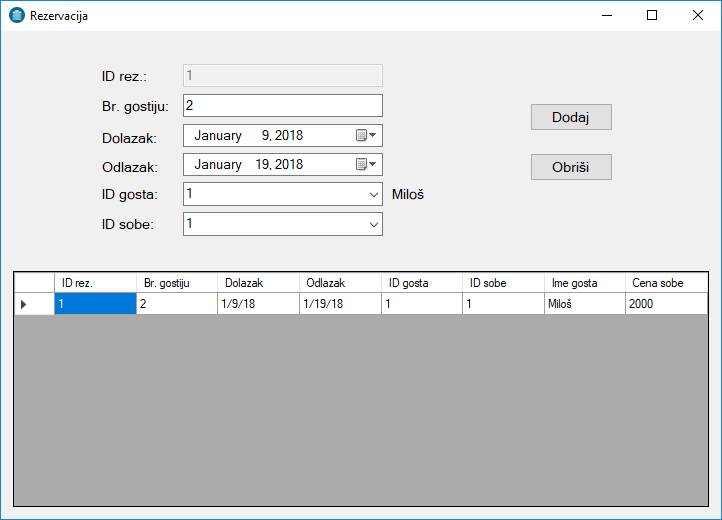 Rezervacija
ID rez.: 1
Br. gostiju: 2
Dodaj
Dolazak: January 9, 2018
Odlazak: January 19, 2018
Obriši
ID gosta: 1 Miloš
ID sobe: 1
ID rez. Br. gostiju Dolazak Odlazak ID gosta ID sobe Ime gosta Cena sobe
1 2 1/9/18 1/19/18 1 1 Miloš 2000